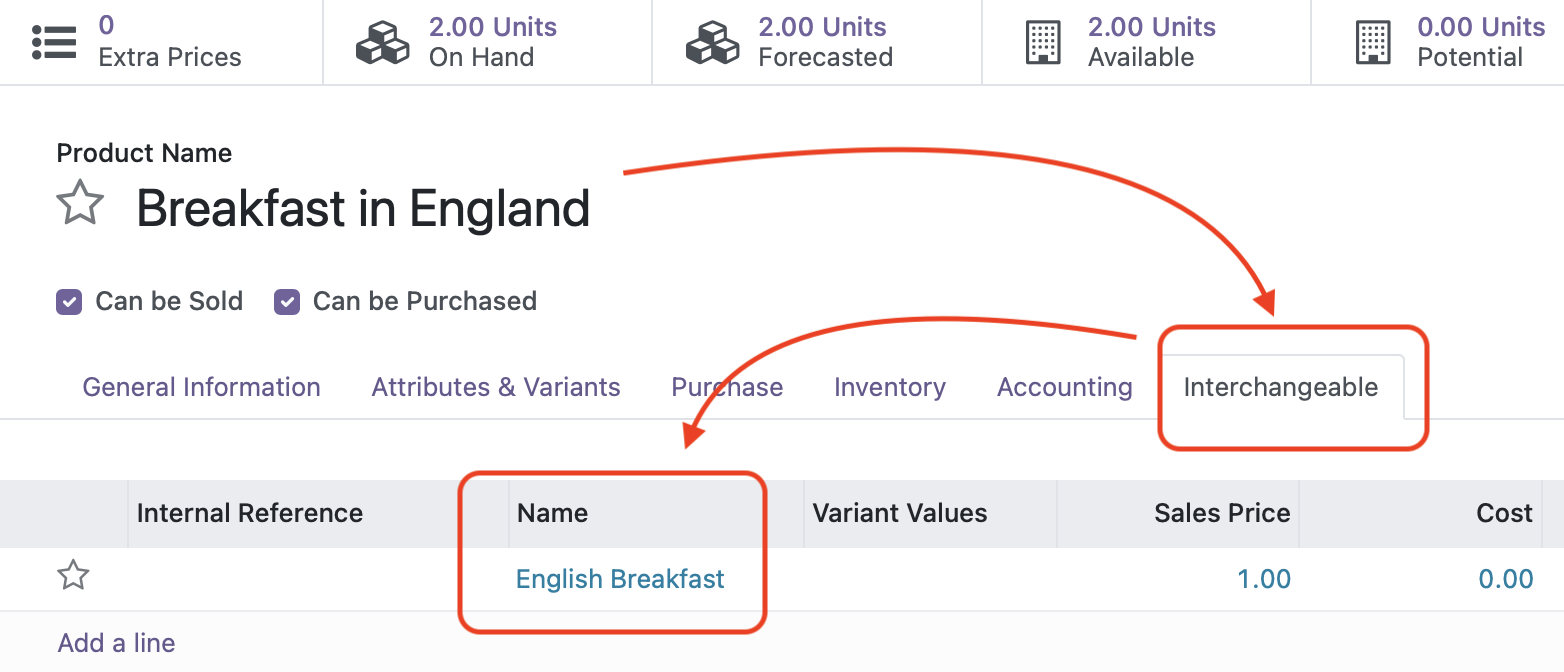 0
Extra Prices
2.00 Units
On Hand
2.00 Units
Forecasted
2.00 Units
Available
0.00 Units
Potential
Product Name
Breakfast in England
Can be Sold Can be Purchased
General Information Attributes & Variants Purchase Inventory Accounting Interchangeable
Internal Reference Name Variant Values Sales Price Cost
English Breakfast 1.00 0.00
Add a line